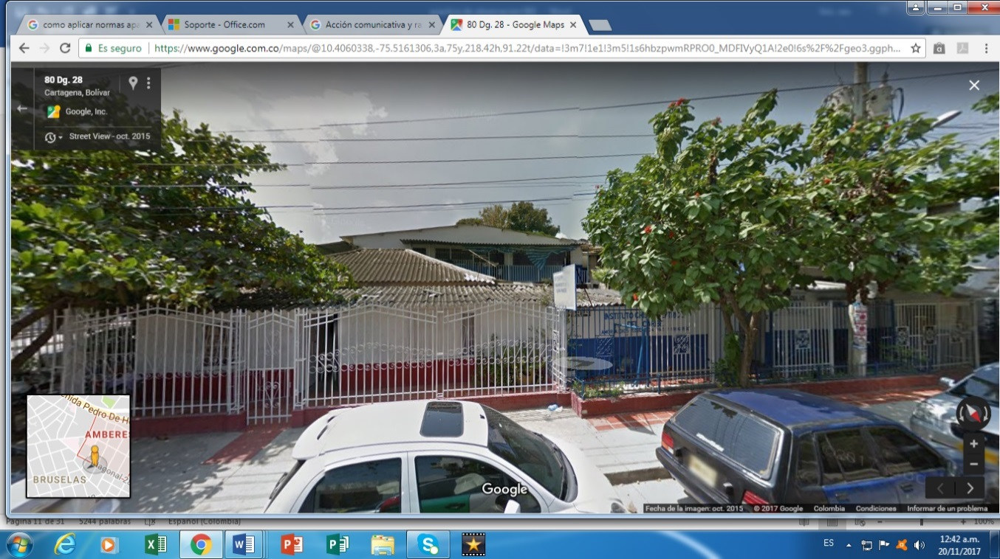 como aplicar normas apa
Soporte - Office.com
Acción comunicativa y ra
80 Dg. 28 - Google Maps
Es seguro
https://www.google.com.co/maps/@10.4060338,-75.5161306,3a,75y,218.42h,91.22t/data=!3m7!1e1!3m5!1s6hbzpwmRPRO0_MDFIVyQ1A!2e0!6s%2F%2Fgeo3.ggph...
80 Dg. 28
Cartagena, Bolívar
Google, Inc.
Street View - oct. 2015
INSTITUTO
DEL CARIBE
nida Pedro De H
AMBERE
BRUSELAS
iagonal-2
Google
Fecha de la imagen: oct. 2015 © 2017 Google Colombia Condiciones Informar de un problema
Página 11 de 31 5244 palabras Español (Colombia)
100%
ES
12:42 a.m.
20/11/2017